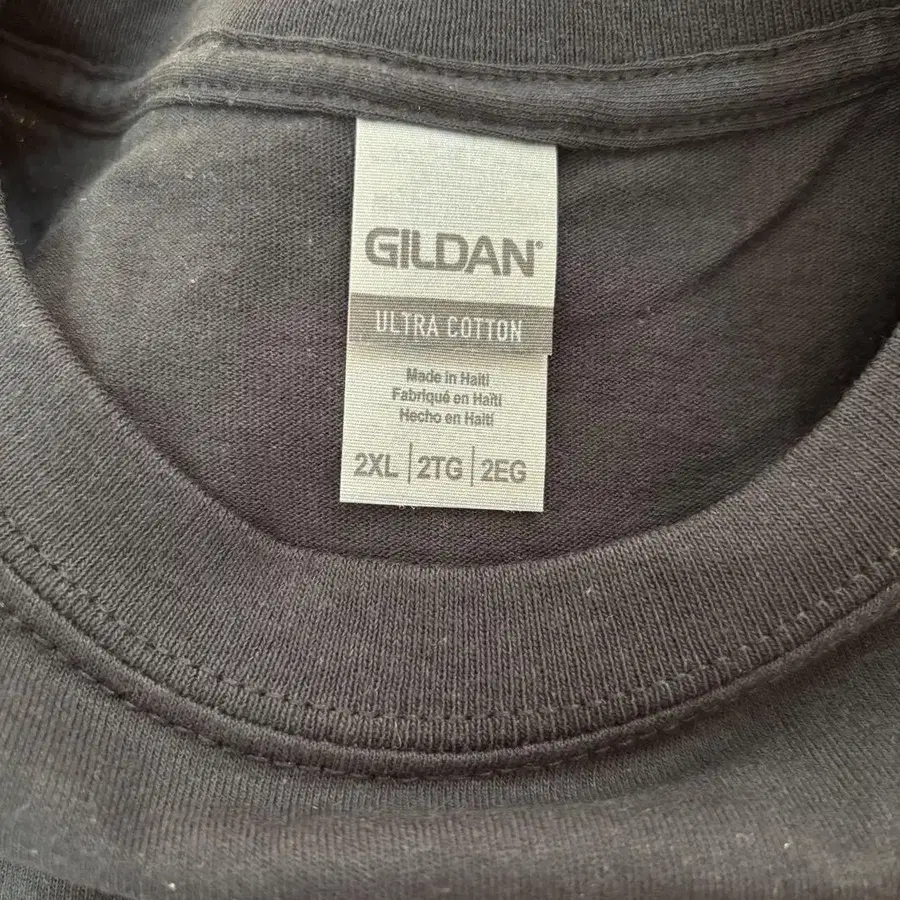 GILDAN®
ULTRA COTTON
Made in Haiti
Fabriqué en Haïti
Hecho en Haití
2XL | 2TG | 2EG